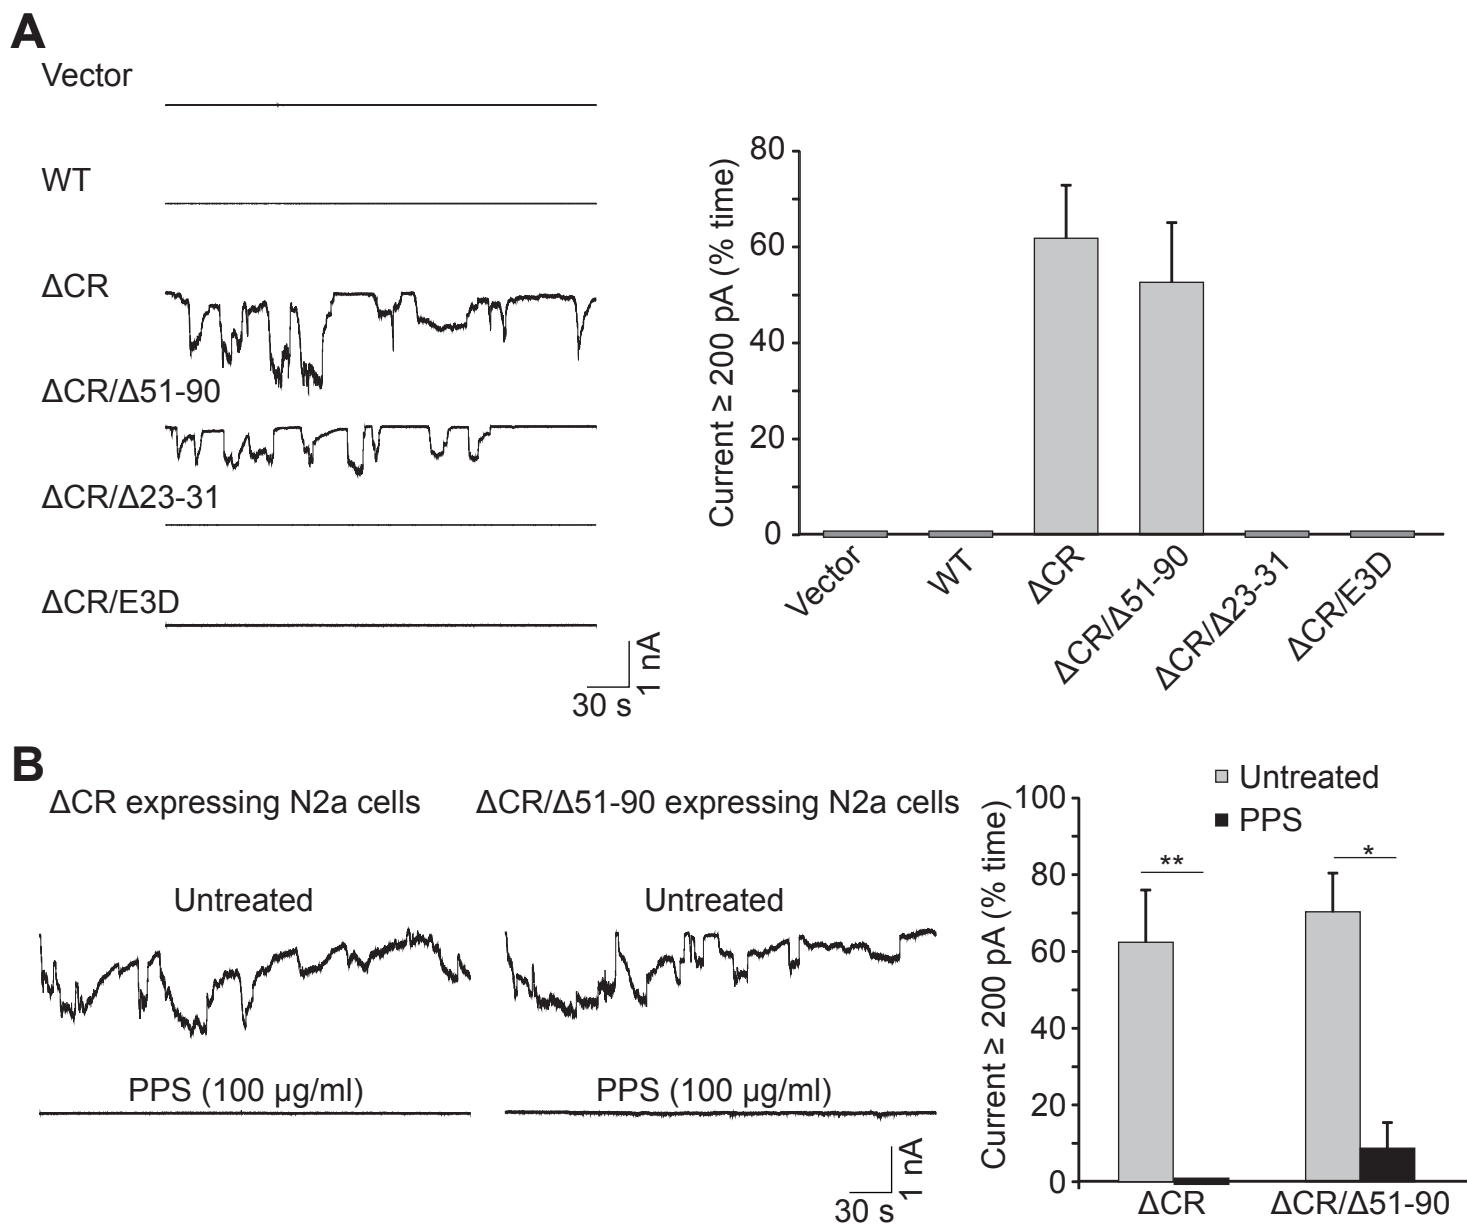 A
Vector
WT
ΔCR
ΔCR/Δ51-90
ΔCR/Δ23-31
ΔCR/E3D
30 s
1 nA
Current ≥ 200 pA (% time)
80
60
40
20
0
Vector
WT
ΔCR
ΔCR/Δ51-90
ΔCR/Δ23-31
ΔCR/E3D
B
ΔCR expressing N2a cells
Untreated
PPS (100 µg/ml)
ΔCR/Δ51-90 expressing N2a cells
Untreated
PPS (100 µg/ml)
30 s
1 nA
Current ≥ 200 pA (% time)
100
80
60
40
20
0
Untreated
PPS
**
*
ΔCR
ΔCR/Δ51-90